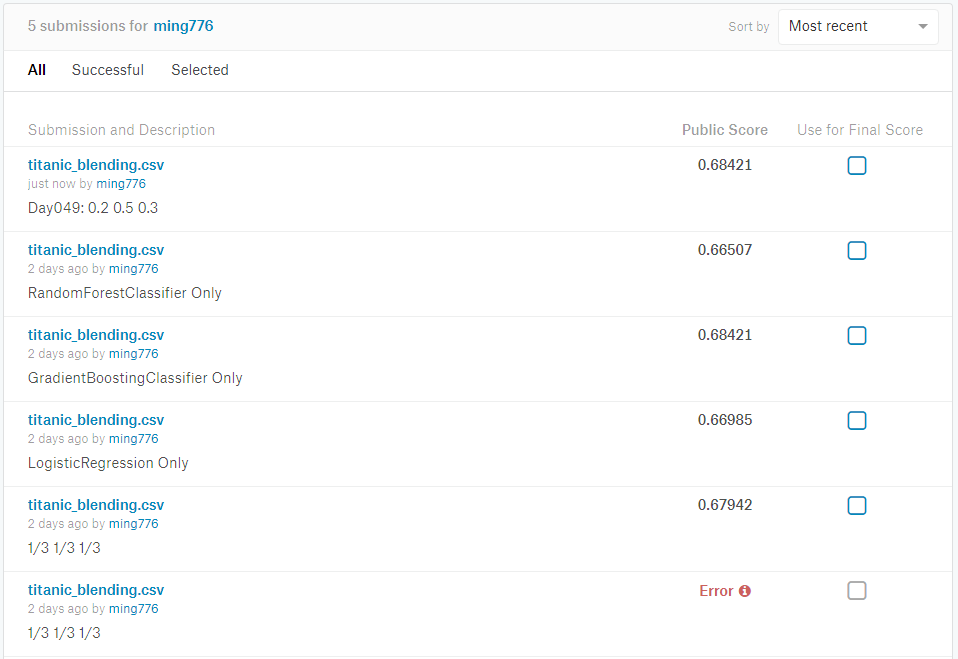 5 submissions for ming776
Sort by Most recent
All Successful Selected
Submission and Description Public Score Use for Final Score
titanic_blending.csv 0.68421
just now by ming776
Day049: 0.2 0.5 0.3
titanic_blending.csv 0.66507
2 days ago by ming776
RandomForestClassifier Only
titanic_blending.csv 0.68421
2 days ago by ming776
GradientBoostingClassifier Only
titanic_blending.csv 0.66985
2 days ago by ming776
LogisticRegression Only
titanic_blending.csv 0.67942
2 days ago by ming776
1/3 1/3 1/3
titanic_blending.csv Error
2 days ago by ming776
1/3 1/3 1/3